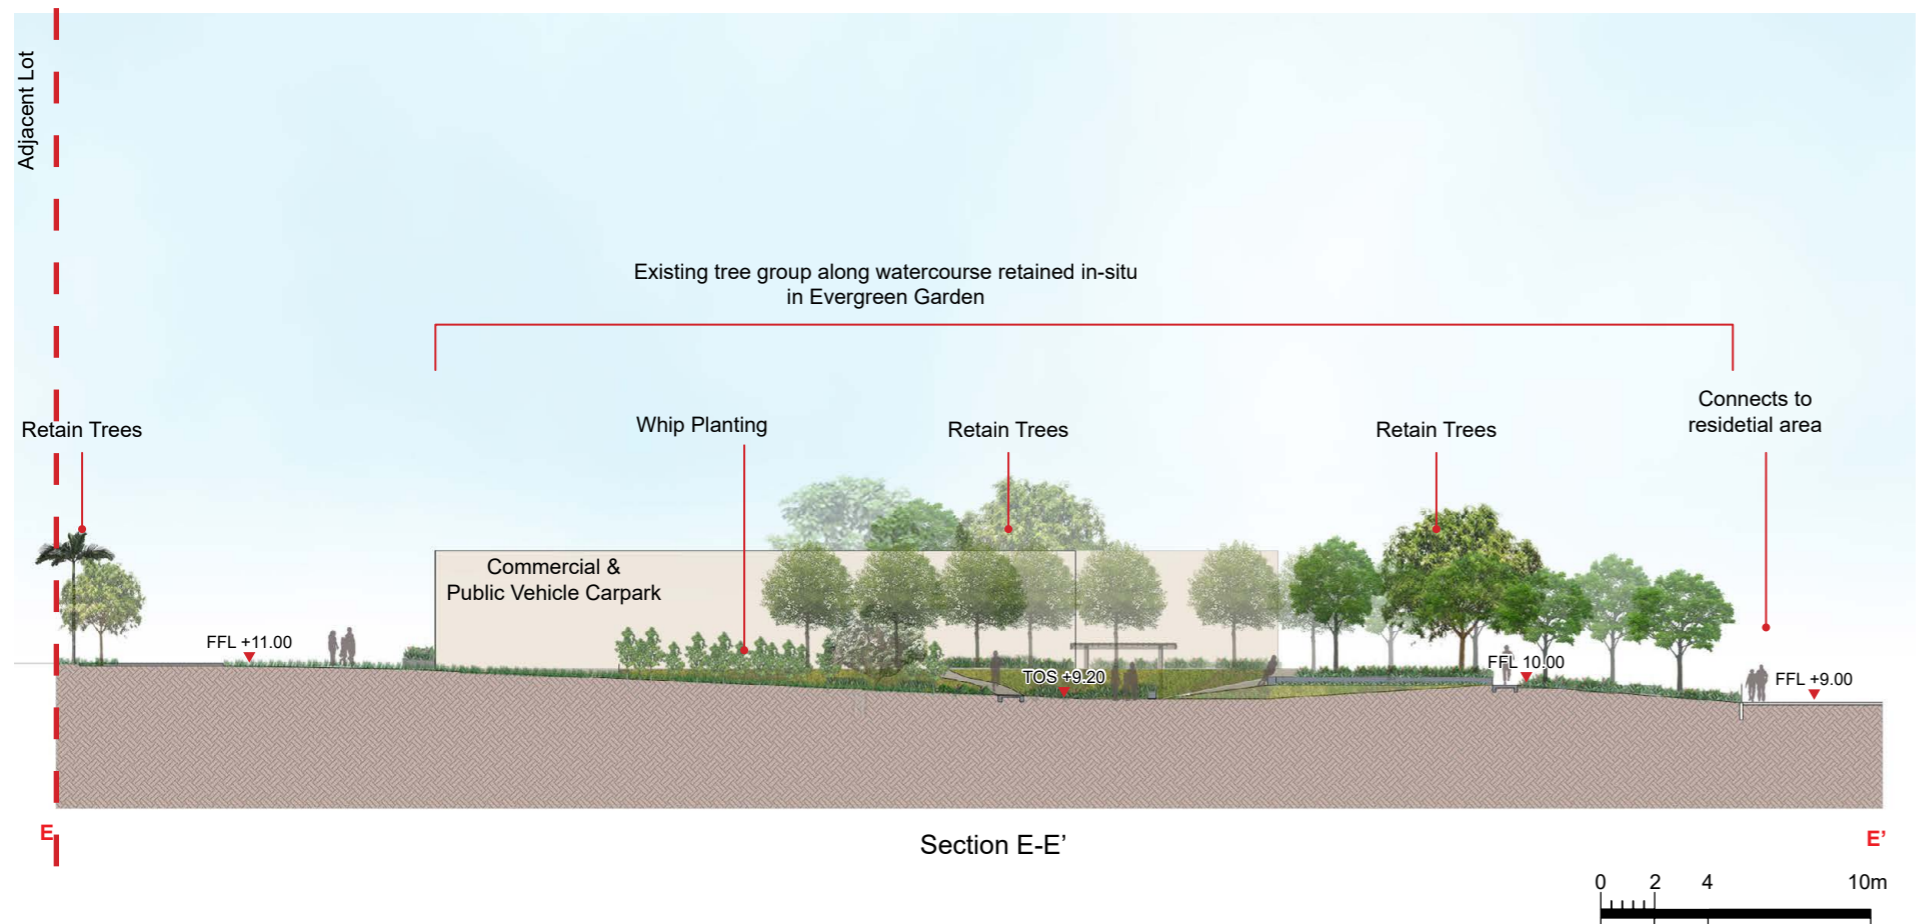 Adjacent Lot
Existing tree group along watercourse retained in-situ
in Evergreen Garden
Retain Trees
Whip Planting
Retain Trees
Retain Trees
Connects to
residetial area
Commercial &
Public Vehicle Carpark
FFL +11.00
TOS +9.20
FFL 10.00
FFL +9.00
E
Section E-E’
E’
0 2 4 10m